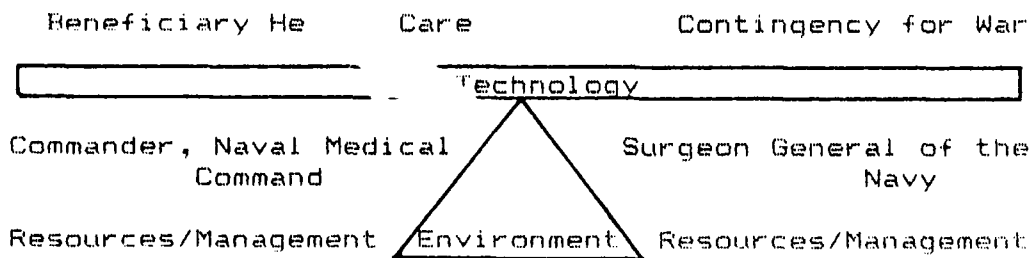 Beneficiary He Care Contingency for War
Technology
Commander, Naval Medical Surgeon General of the
Command Navy
Resources/Management Environment Resources/Management